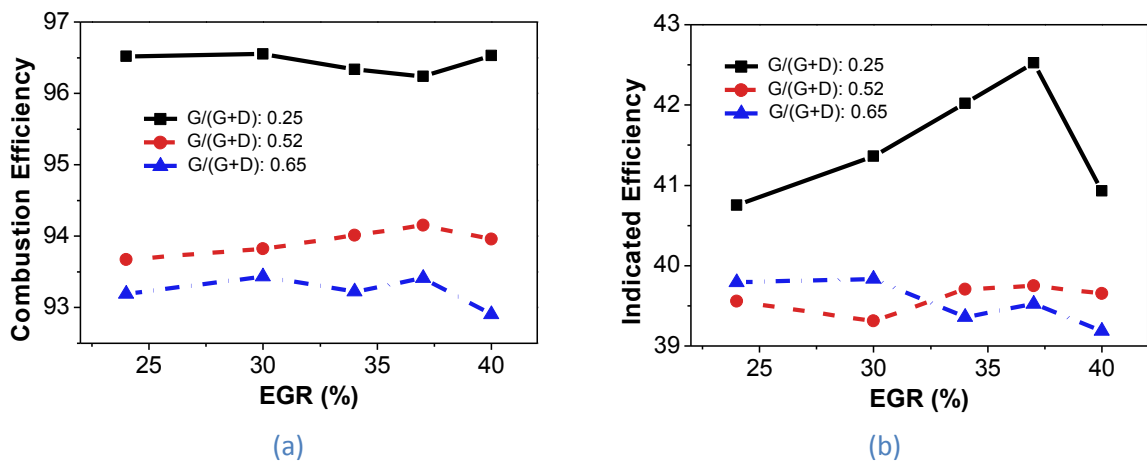 97
96
95
94
93
Combustion Efficiency
G/(G+D): 0.25
G/(G+D): 0.52
G/(G+D): 0.65
25 30 35 40
EGR (%)
(a)
43
42
41
40
39
Indicated Efficiency
G/(G+D): 0.25
G/(G+D): 0.52
G/(G+D): 0.65
25 30 35 40
EGR (%)
(b)